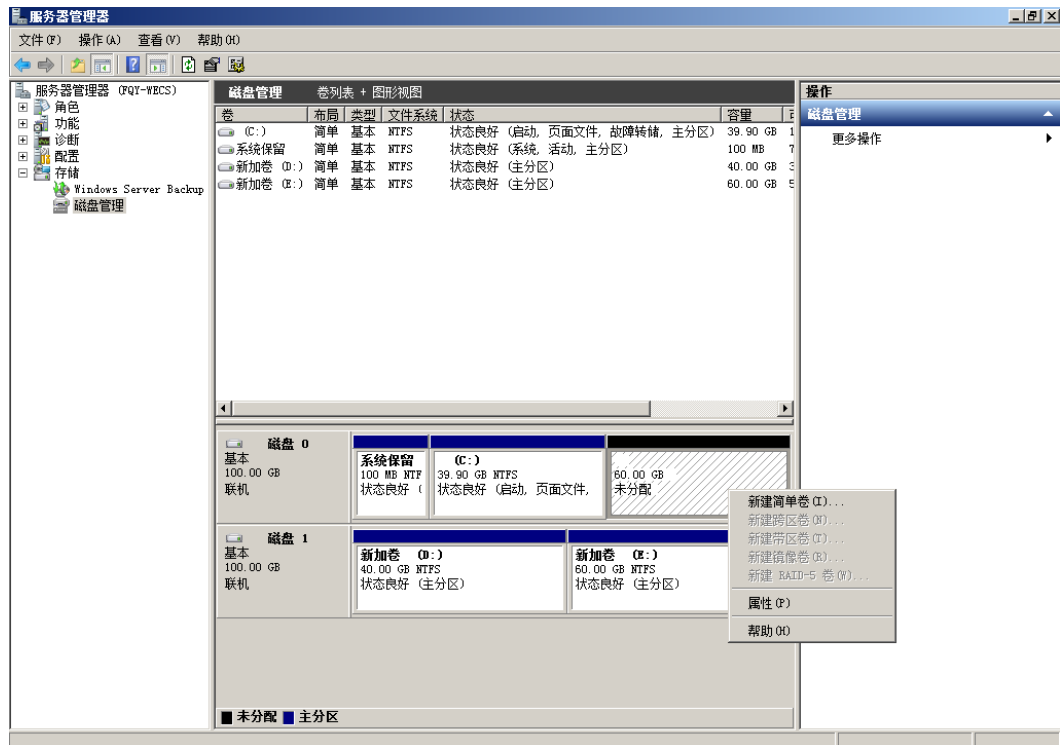 服务器管理器
文件(F) 操作(A) 查看(V) 帮助(H)
服务器管理器 (FQY-WECS)
角色
功能
诊断
配置
存储
Windows Server Backup
磁盘管理
磁盘管理 卷列表 + 图形视图
卷 布局 类型 文件系统 状态 容量
(C:) 简单 基本 NTFS 状态良好 (启动, 页面文件, 故障转储, 主分区) 39.90 GB 1
系统保留 简单 基本 NTFS 状态良好 (系统, 活动, 主分区) 100 MB 7
新加卷 (D:) 简单 基本 NTFS 状态良好 (主分区) 40.00 GB 3
新加卷 (E:) 简单 基本 NTFS 状态良好 (主分区) 60.00 GB 5
磁盘 0
基本
100.00 GB
联机
系统保留
100 MB NTF
状态良好 (
(C:)
39.90 GB NTFS
状态良好 (启动, 页面文件,
60.00 GB
未分配
磁盘 1
基本
100.00 GB
联机
新加卷 (D:)
40.00 GB NTFS
状态良好 (主分区)
新加卷 (E:)
60.00 GB NTFS
状态良好 (主分区)
新建简单卷(I)...
新建跨区卷(N)...
新建带区卷(T)...
新建镜像卷(R)...
新建 RAID-5 卷(W)...
属性(P)
帮助(H)
未分配 主分区
操作
磁盘管理
更多操作